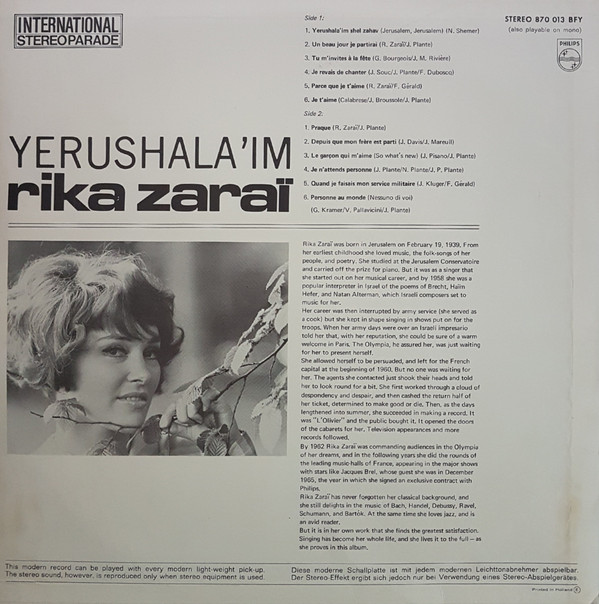 INTERNATIONAL
STEREOPARADE
YERUSHALA'IM
rika zaraï
Side 1:
1. Yerushala'im shel zahav (Jerusalem, Jerusalem) (N. Shemer)
2. Un beau jour je partirai (R. Zaraï/J. Plante)
3. Tu m'invites à la fête (G. Bourgeois/J, M. Rivière)
4. Je revais de chanter (J. Souc/J. Plante/F. Dubocq)
5. Parce que je t'aime (R. Zaraï/F. Gérald)
6. Je t'aime (Calabrese/J. Broussole/J. Plante)
Side 2:
1. Prague (R. Zaraï/J. Plante)
2. Depuis que mon frère est parti (J. Davis/J. Mareuil)
3. Le garçon qui m'aime (So what's new) (J. Pisano/J. Plante)
4. Je n'attends personne (J. Plante/N. Plante/J, P, Plante)
5. Quand je faisais mon service militaire (J. Kluger/F. Gérald)
6. Personne au monde (Nessuno di voi)
(G. Kramer/V. Pallavicini/J. Plante)
STEREO 870 013 BFY
(also playable on mono)
PHILIPS
Rika Zaraï was born in Jerusalem on February 19, 1939. From
her earliest childhood she loved music, the folk-songs of her
people, and poetry. She studied at the Jerusalem Conservatoire
and carried off the prize for piano. But it was as a singer that
she started out on her musical career, and by 1958 she was a
popular interpreter in Israel of the poems of Brecht, Haïm
Hefer, and Natan Alterman, which Israeli composers set to
music for her.
Her career was then interrupted by army service (she served as
a cook) but she kept in shape singing in shows put on for the
troops. When her army days were over an Israeli impresario
told her that, with her reputation, she could be sure of a warm
welcome in Paris. The Olympia, he assured her, was just waiting
for her to present herself.
She allowed herself to be persuaded, and left for the French
capital at the beginning of 1960. But no one was waiting for
her. The agents she contacted just shook their heads and told
her to look round for a bit. She first worked through a cloud of
despondency and despair, and then cashed the return half of
her ticket, determined to make good or die. Then, as the days
lengthened into summer, she succeeded in making a record. It
was "L'Olivier" and the public bought it. It opened the doors
of the cabarets for her. Television appearances and more
records followed.
By 1962 Rika Zaraï was commanding audiences in the Olympia
of her dreams, and in the following years she did the rounds of
the leading music-halls of France, appearing in the major shows
with stars like Jacques Brel, whose guest she was in December
1965, the year in which she signed an exclusive contract with
Philips.
Rika Zaraï has never forgotten her classical background, and
she still delights in the music of Bach, Handel, Debussy, Ravel,
Schumann, and Bartok. At the same time she loves jazz, and is
an avid reader.
But it is in her own work that she finds the greatest satisfaction.
Singing has become her whole life, and she lives it to the full – as
she proves in this album.
This modern record can be played with every modern light-weight pick-up.
The stereo sound, however, is reproduced only when stereo equipment is used.
Diese moderne Schallplatte ist mit jedem modernen Leichttonabnehmer abspielbar.
Der Stereo-Effekt ergibt sich jedoch nur bei Verwendung eines Stereo-Abspielgerätes.
Printed in Holland